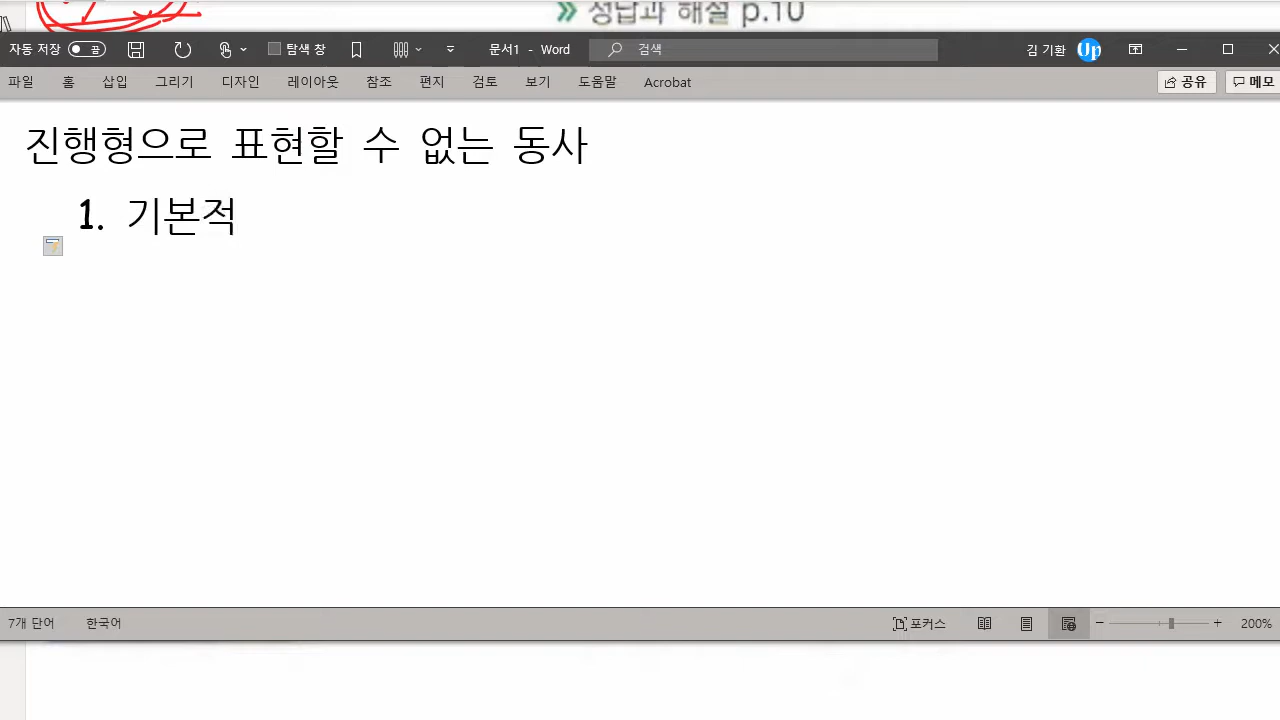 정답과 해설 p.10
자동 저장 끔 탐색 창 문서1 - Word 검색 김 기환 Up
파일 홈 삽입 그리기 디자인 레이아웃 참조 편지 검토 보기 도움말 Acrobat 공유 메모
진행형으로 표현할 수 없는 동사
1. 기본적
7개 단어 한국어 포커스 200%